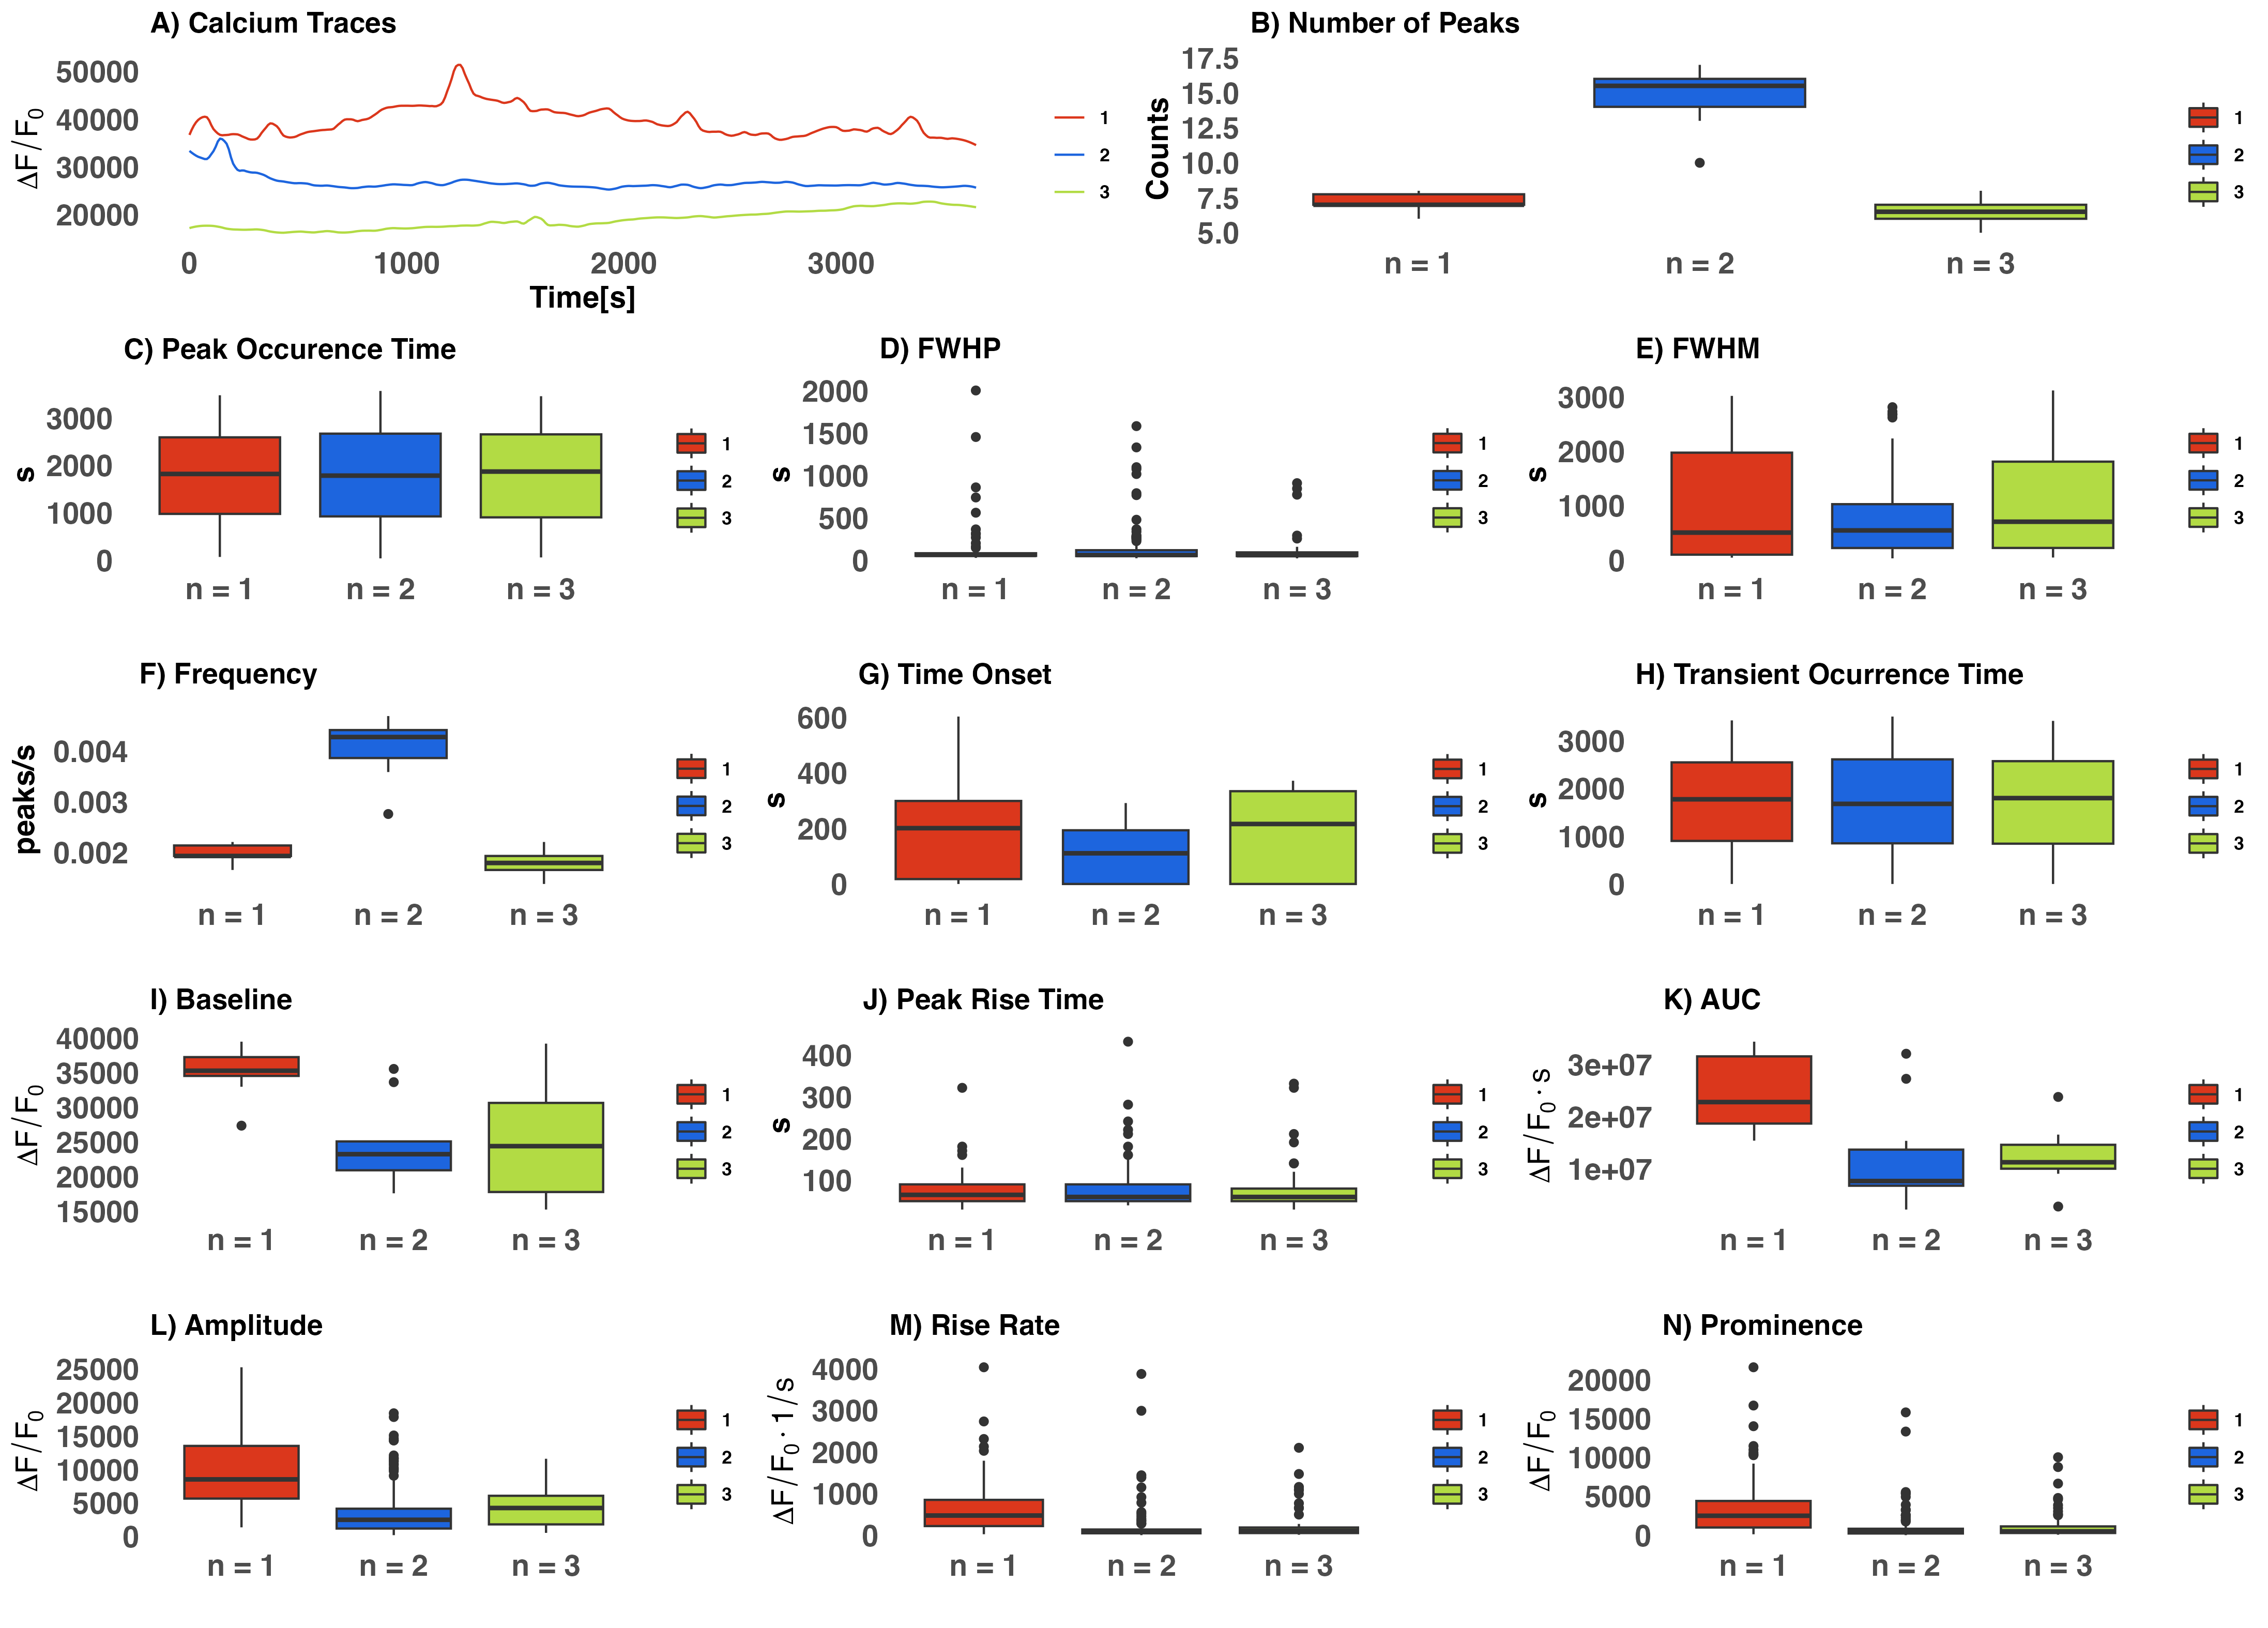 A) Calcium Traces
ΔF/F0
50000
40000
30000
20000
0 1000 2000 3000
Time[s]
1
2
3
B) Number of Peaks
Counts
17.5
15.0
12.5
10.0
7.5
5.0
n = 1 n = 2 n = 3
1
2
3
C) Peak Occurence Time
s
3000
2000
1000
0
n = 1 n = 2 n = 3
1
2
3
D) FWHP
s
2000
1500
1000
500
0
n = 1 n = 2 n = 3
1
2
3
E) FWHM
s
3000
2000
1000
0
n = 1 n = 2 n = 3
1
2
3
F) Frequency
peaks/s
0.004
0.003
0.002
n = 1 n = 2 n = 3
1
2
3
G) Time Onset
s
600
400
200
0
n = 1 n = 2 n = 3
1
2
3
H) Transient Ocurrence Time
s
3000
2000
1000
0
n = 1 n = 2 n = 3
1
2
3
I) Baseline
ΔF/F0
40000
35000
30000
25000
20000
15000
n = 1 n = 2 n = 3
1
2
3
J) Peak Rise Time
s
400
300
200
100
n = 1 n = 2 n = 3
1
2
3
K) AUC
ΔF/F0 · s
3e+07
2e+07
1e+07
n = 1 n = 2 n = 3
1
2
3
L) Amplitude
ΔF/F0
25000
20000
15000
10000
5000
0
n = 1 n = 2 n = 3
1
2
3
M) Rise Rate
ΔF/F0 · 1/s
4000
3000
2000
1000
0
n = 1 n = 2 n = 3
1
2
3
N) Prominence
ΔF/F0
20000
15000
10000
5000
0
n = 1 n = 2 n = 3
1
2
3